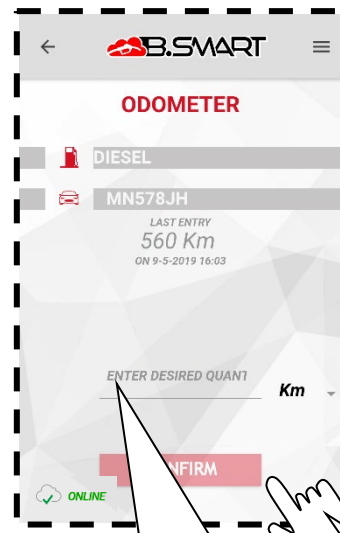 B.SMART
ODOMETER
DIESEL
MN578JH
LAST ENTRY
560 Km
ON 9-5-2019 16:03
ENTER DESIRED QUANT
Km
NFIRM
ONLINE